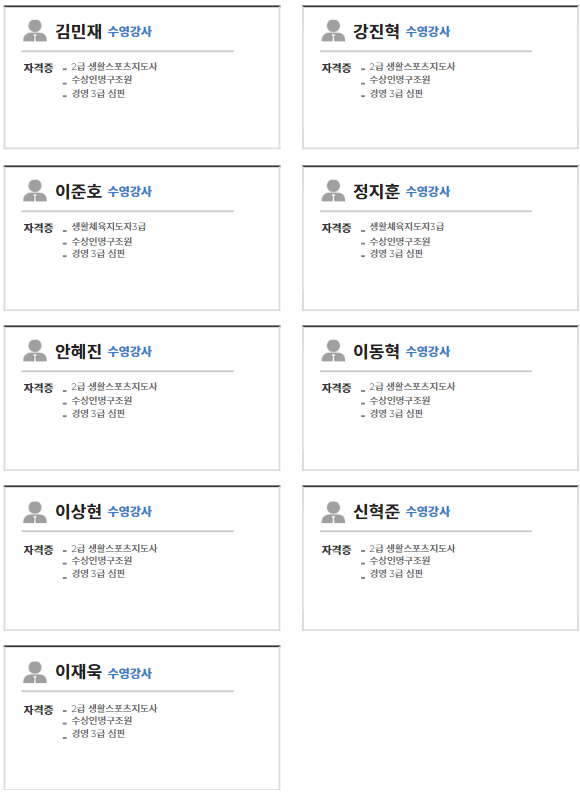 김민재 수영강사
자격증 - 2급 생활스포츠지도사
- 수상인명구조원
- 경영 3급 심판
강진혁 수영강사
자격증 - 2급 생활스포츠지도사
- 수상인명구조원
- 경영 3급 심판
이준호 수영강사
자격증 - 생활체육지도자3급
- 수상인명구조원
- 경영 3급 심판
정지훈 수영강사
자격증 - 생활체육지도자3급
- 수상인명구조원
- 경영 3급 심판
안혜진 수영강사
자격증 - 2급 생활스포츠지도사
- 수상인명구조원
- 경영 3급 심판
이동혁 수영강사
자격증 - 2급 생활스포츠지도사
- 수상인명구조원
- 경영 3급 심판
이상현 수영강사
자격증 - 2급 생활스포츠지도사
- 수상인명구조원
- 경영 3급 심판
신혁준 수영강사
자격증 - 2급 생활스포츠지도사
- 수상인명구조원
- 경영 3급 심판
이재욱 수영강사
자격증 - 2급 생활스포츠지도사
- 수상인명구조원
- 경영 3급 심판